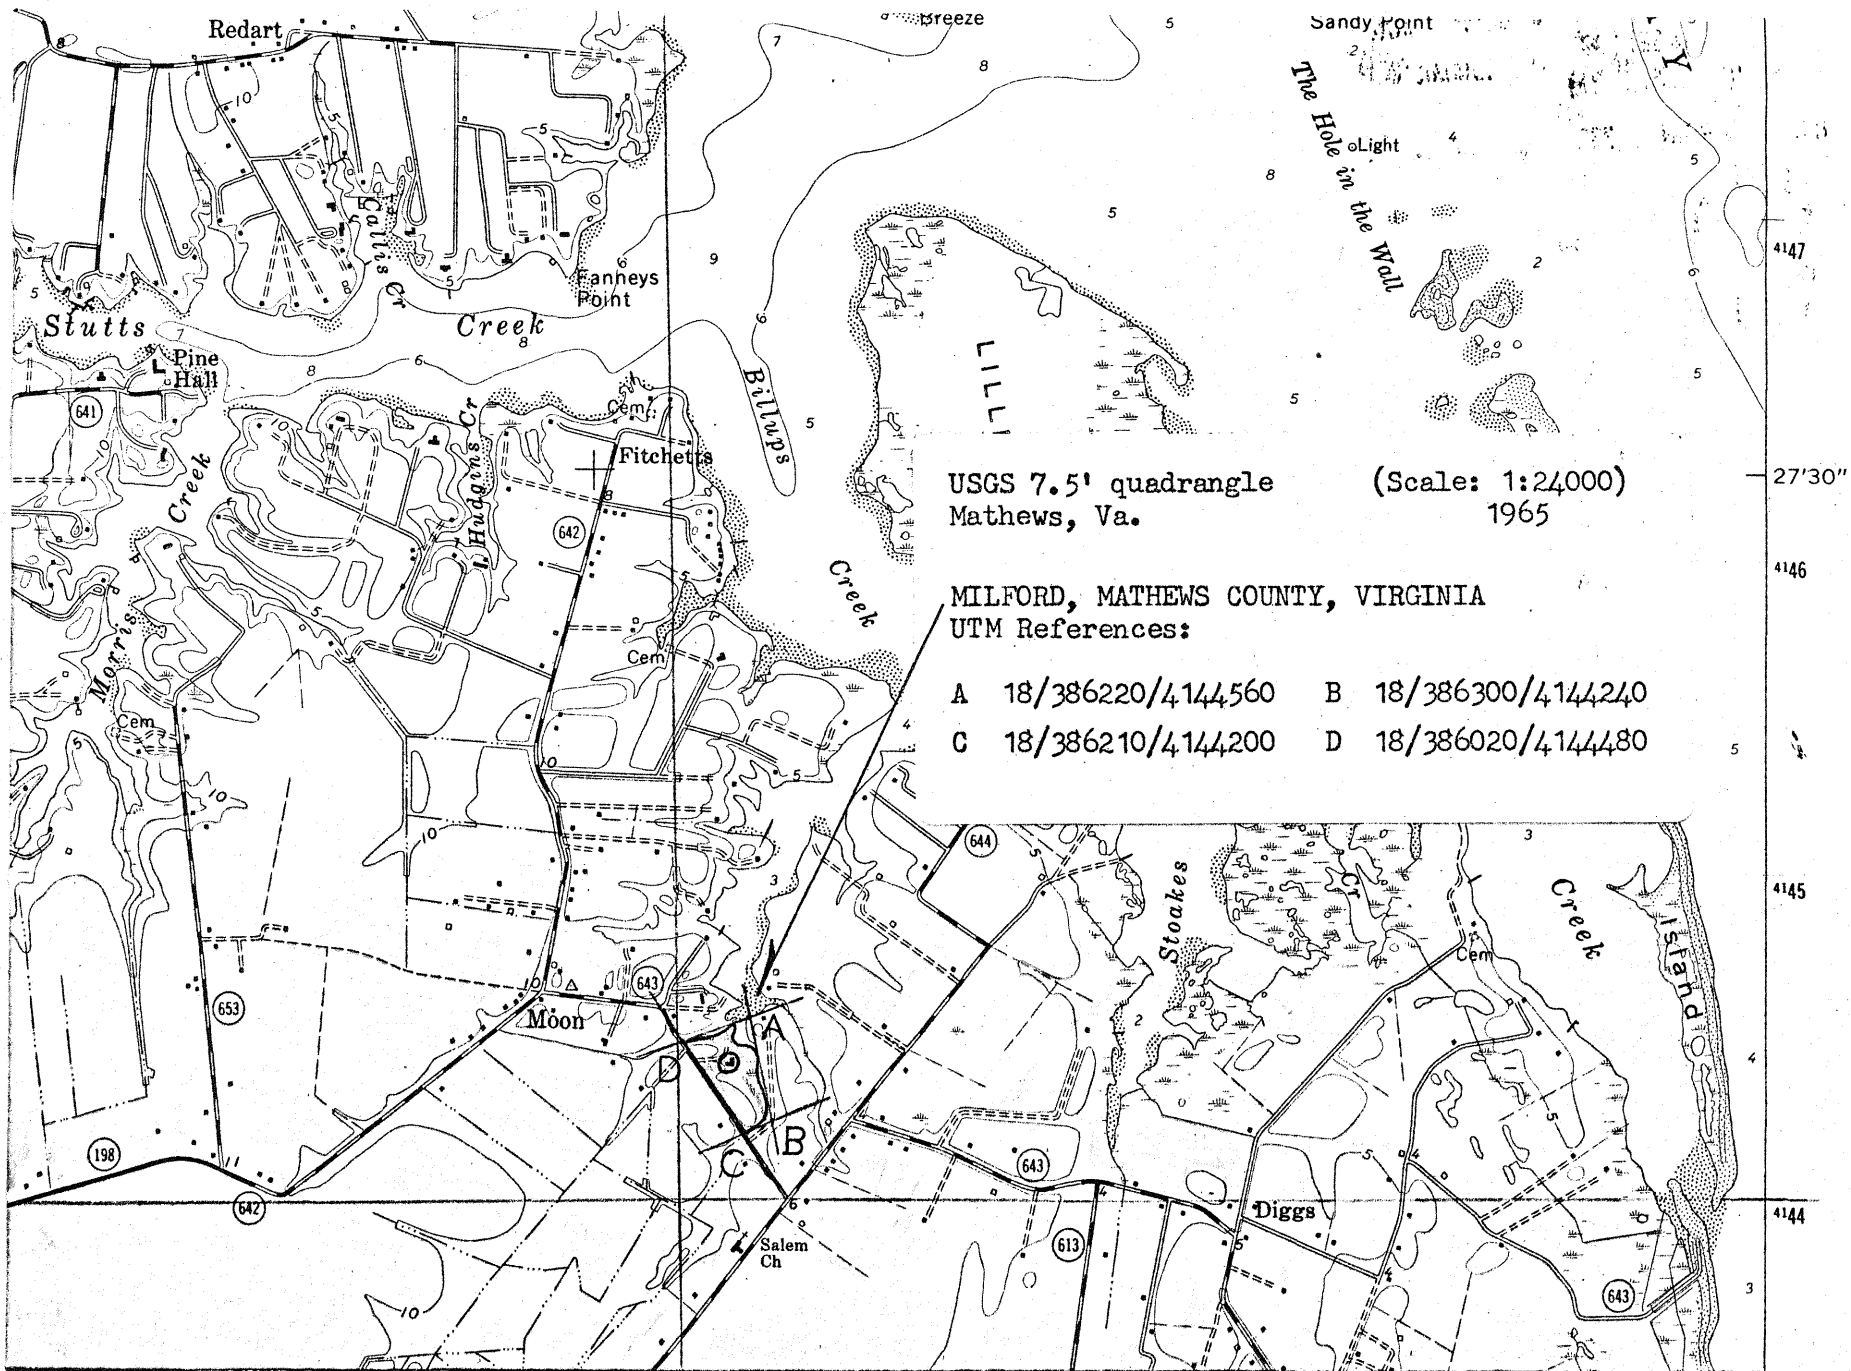 Redart
Breeze
Sandy Point
The Hole in the Wall
Light
Callis Cr
Fanneys
Point
4147
Stutts Creek
Pine
Hall
641
Cem
Billups
Creek
LILLI
Hudgins Cr
Fitchetts
642
USGS 7.5' quadrangle (Scale: 1:24000)
Mathews, Va. 1965
27'30"
4146
MILFORD, MATHEWS COUNTY, VIRGINIA
UTM References:
A 18/386220/4144560 B 18/386300/4144240
C 18/386210/4144200 D 18/386020/4144480
Creek
Morris
Cem
Cem
644
Stoakes
Cr
Creek
Island
4145
Cem
653
643
Moon
A
D
B
C
198
642
643
Diggs
4144
Salem
Ch
613
643
10